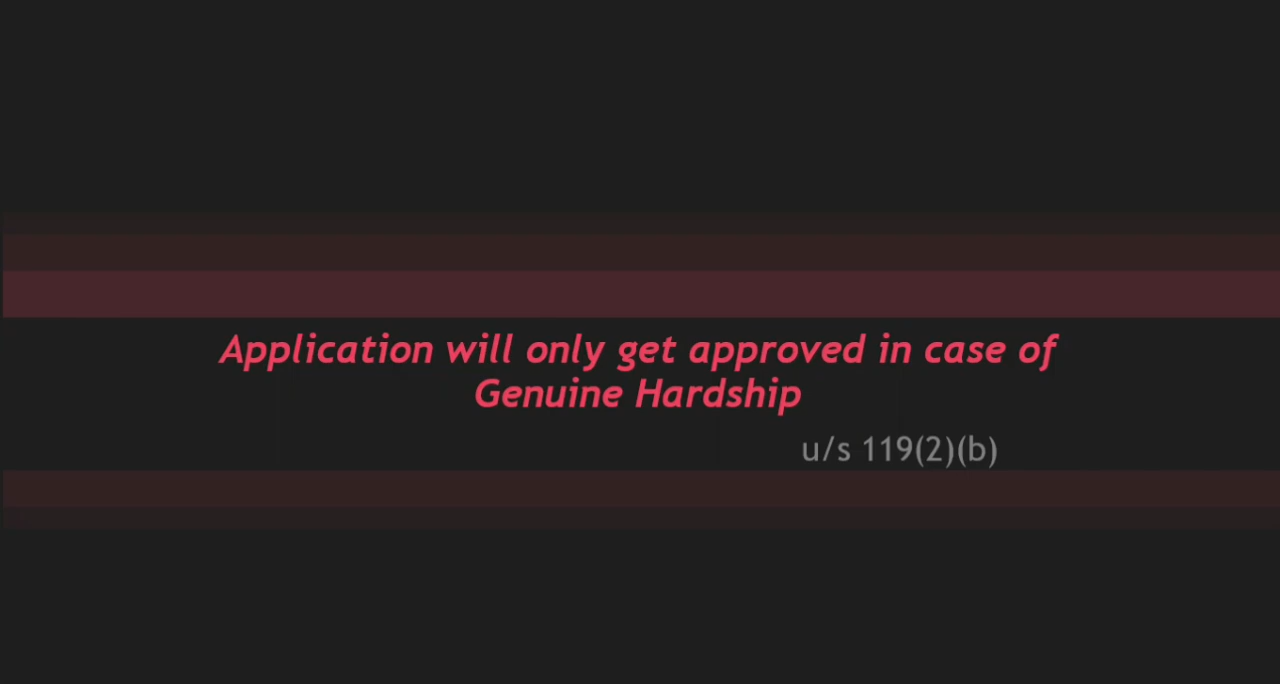 Application will only get approved in case of
Genuine Hardship
u/s 119(2)(b)